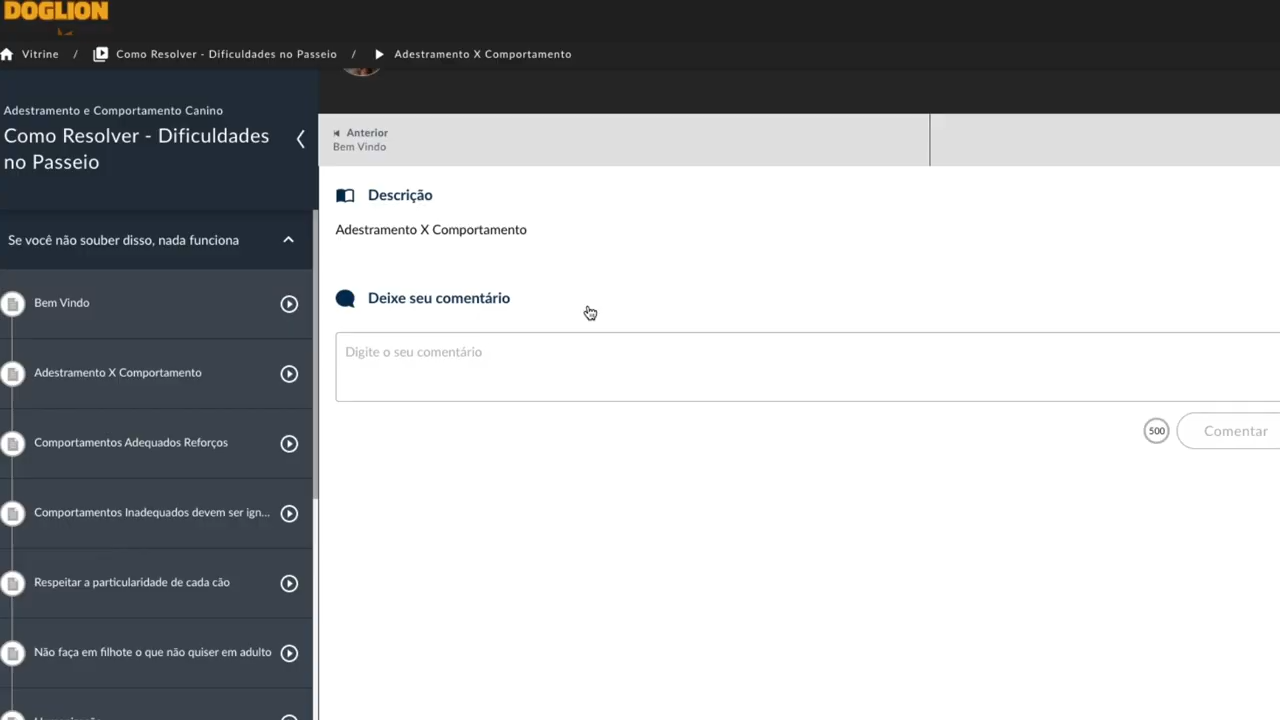 DOGLION
Vitrine / Como Resolver - Dificuldades no Passeio / Adestramento X Comportamento
Adestramento e Comportamento Canino
Como Resolver - Dificuldades
no Passeio
Se você não souber disso, nada funciona
Bem Vindo
Adestramento X Comportamento
Comportamentos Adequados Reforços
Comportamentos Inadequados devem ser ign...
Respeitar a particularidade de cada cão
Não faça em filhote o que não quiser em adulto
Anterior
Bem Vindo
Descrição
Adestramento X Comportamento
Deixe seu comentário
Digite o seu comentário
500
Comentar